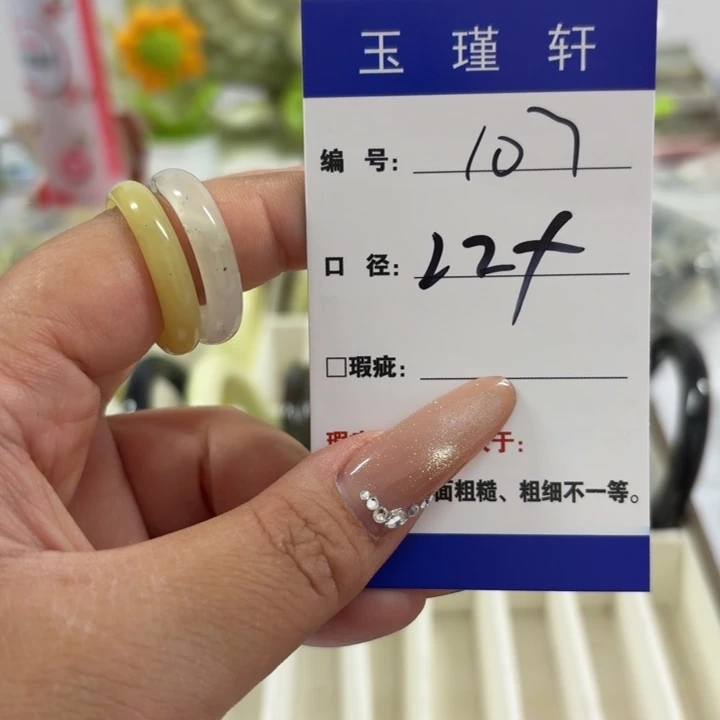 玉瑾轩
编 号: 107
口 径: 224
□瑕疵:
于:
面粗糙、粗细不一等。